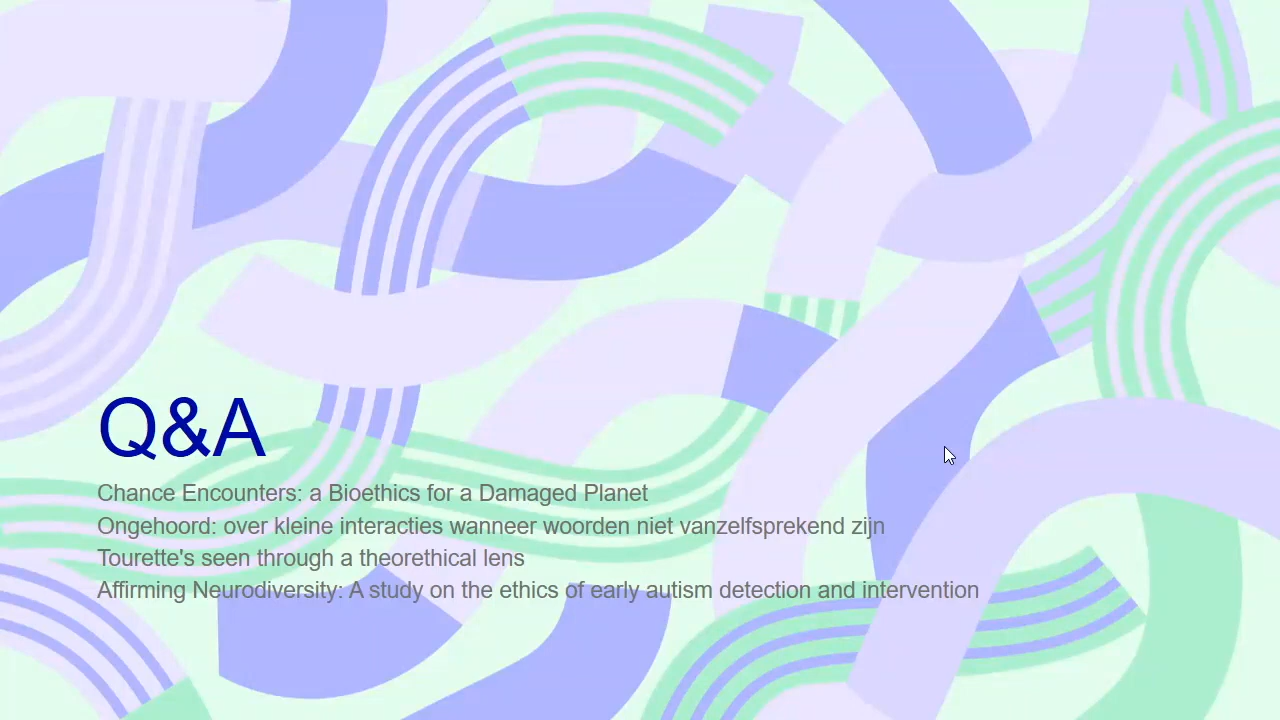 Q&A
Chance Encounters: a Bioethics for a Damaged Planet
Ongehoord: over kleine interacties wanneer woorden niet vanzelfsprekend zijn
Tourette's seen through a theorethical lens
Affirming Neurodiversity: A study on the ethics of early autism detection and intervention